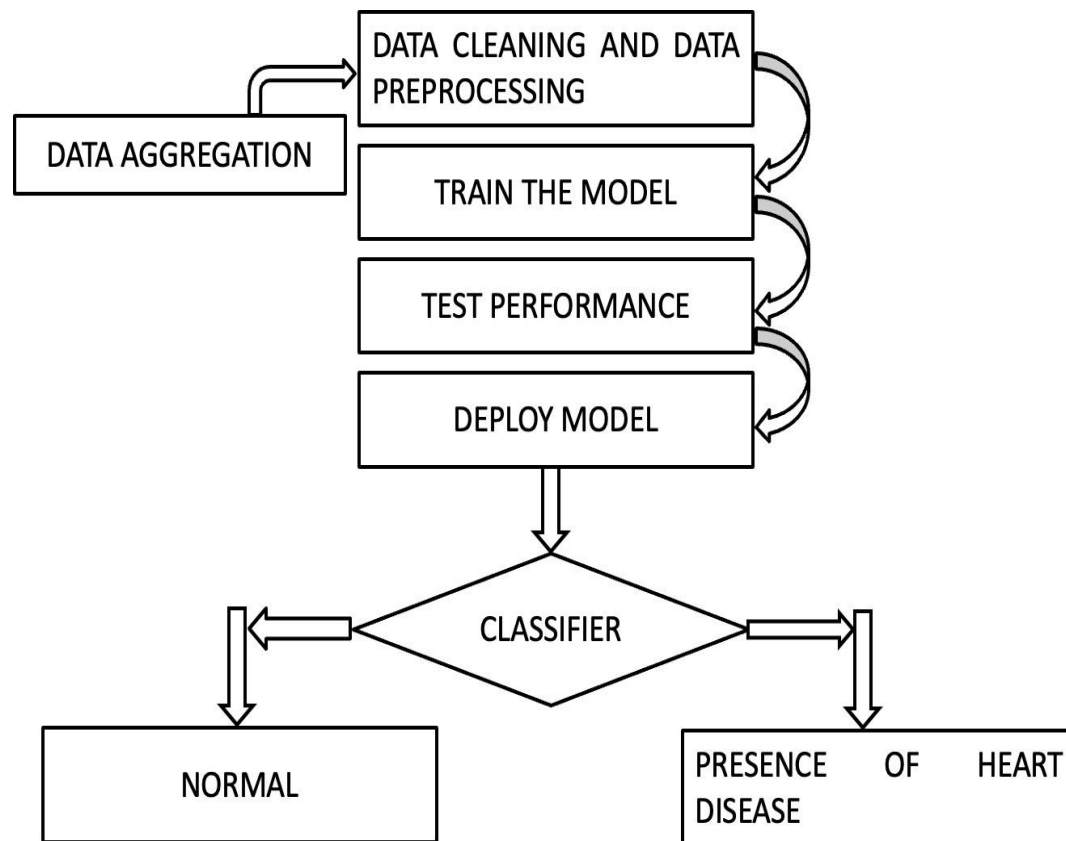 DATA CLEANING AND DATA
PREPROCESSING
DATA AGGREGATION
TRAIN THE MODEL
TEST PERFORMANCE
DEPLOY MODEL
CLASSIFIER
NORMAL
PRESENCE OF HEART
DISEASE